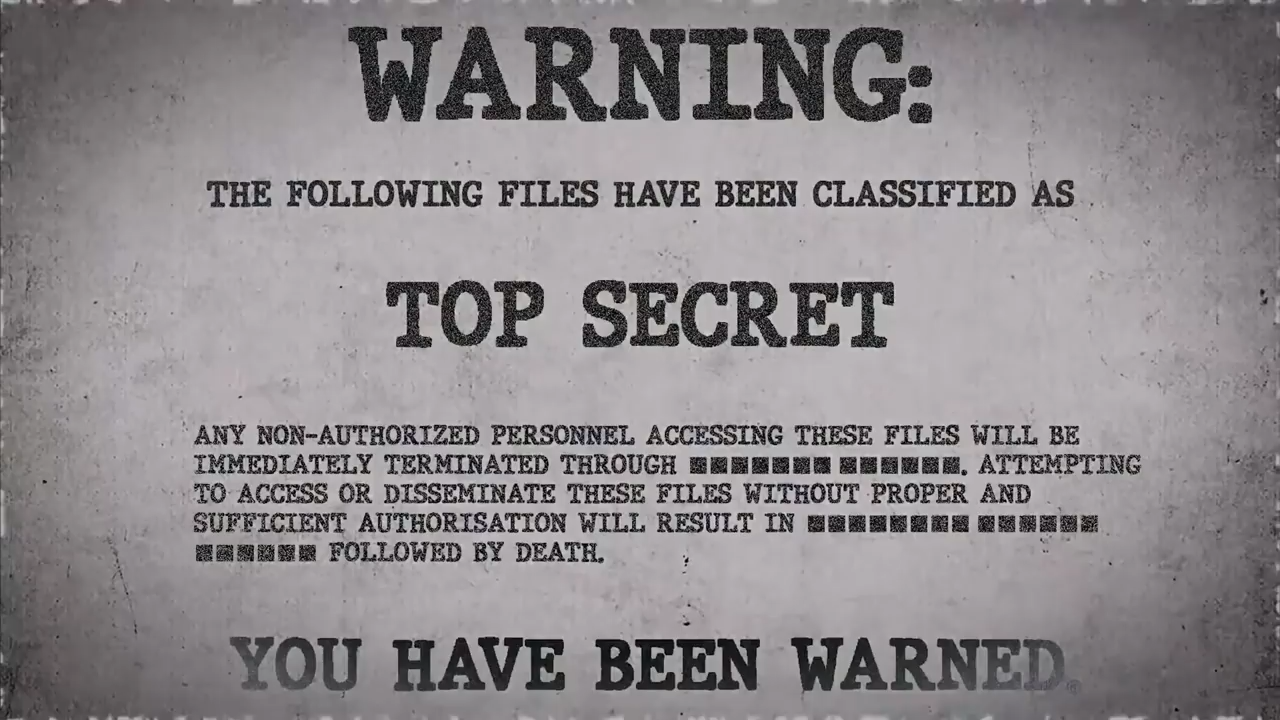 WARNING:
THE FOLLOWING FILES HAVE BEEN CLASSIFIED AS
TOP SECRET
ANY NON-AUTHORIZED PERSONNEL ACCESSING THESE FILES WILL BE
IMMEDIATELY TERMINATED THROUGH ■■■■■■■ ■■■■■■. ATTEMPTING
TO ACCESS OR DISSEMINATE THESE FILES WITHOUT PROPER AND
SUFFICIENT AUTHORISATION WILL RESULT IN ■■■■■■■■ ■■■■■■
■■■■■■ FOLLOWED BY DEATH.
YOU HAVE BEEN WARNED.